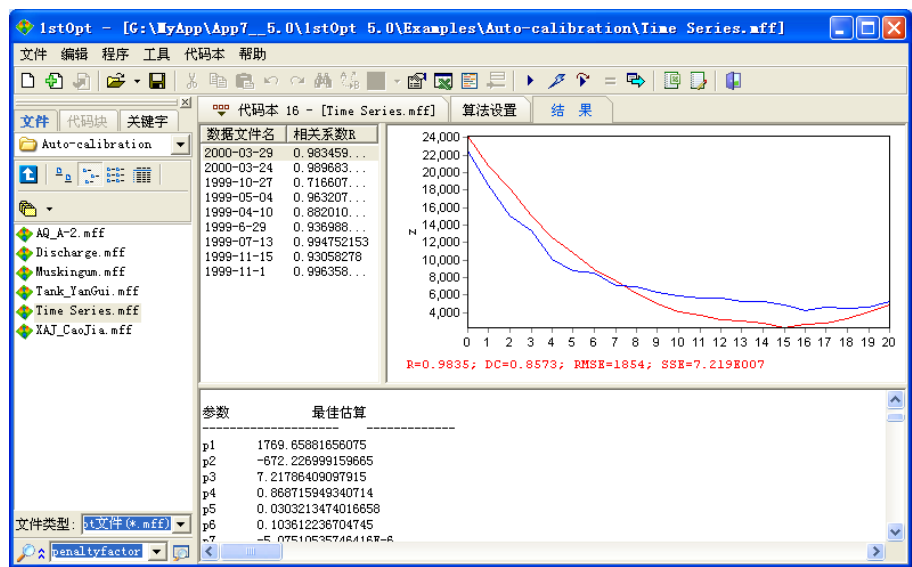 1stOpt - [G:\MyApp\App7__5.0\1stOpt 5.0\Examples\Auto-calibration\Time Series.mff]
文件 编辑 程序 工具 代码本 帮助
文件 代码块 关键字
Auto-calibration
AQ_A-2.mff
Discharge.mff
Muskingum.mff
Tank_YanGui.mff
Time Series.mff
XAJ_CaoJia.mff
文件类型: pt文件(*.mff)
penaltyfactor
代码本 16 - [Time Series.mff] 算法设置 结 果
数据文件名 相关系数R
2000-03-29 0.983459...
2000-03-24 0.989683...
1999-10-27 0.716607...
1999-05-04 0.963207...
1999-04-10 0.882010...
1999-6-29 0.936988...
1999-07-13 0.994752153
1999-11-15 0.93058278
1999-11-1 0.996358...
24,000
22,000
20,000
18,000
16,000
14,000
12,000
10,000
8,000
6,000
4,000
z
0 1 2 3 4 5 6 7 8 9 10 11 12 13 14 15 16 17 18 19 20
R=0.9835; DC=0.8573; RMSE=1854; SSE=7.219E007
参数 最佳估算
-------------------- -------------
p1 1769.65881656075
p2 -672.226999159665
p3 7.21786409097915
p4 0.868715949340714
p5 0.0303213474016658
p6 0.103612236704745
p7 -5.07510535746416E-6